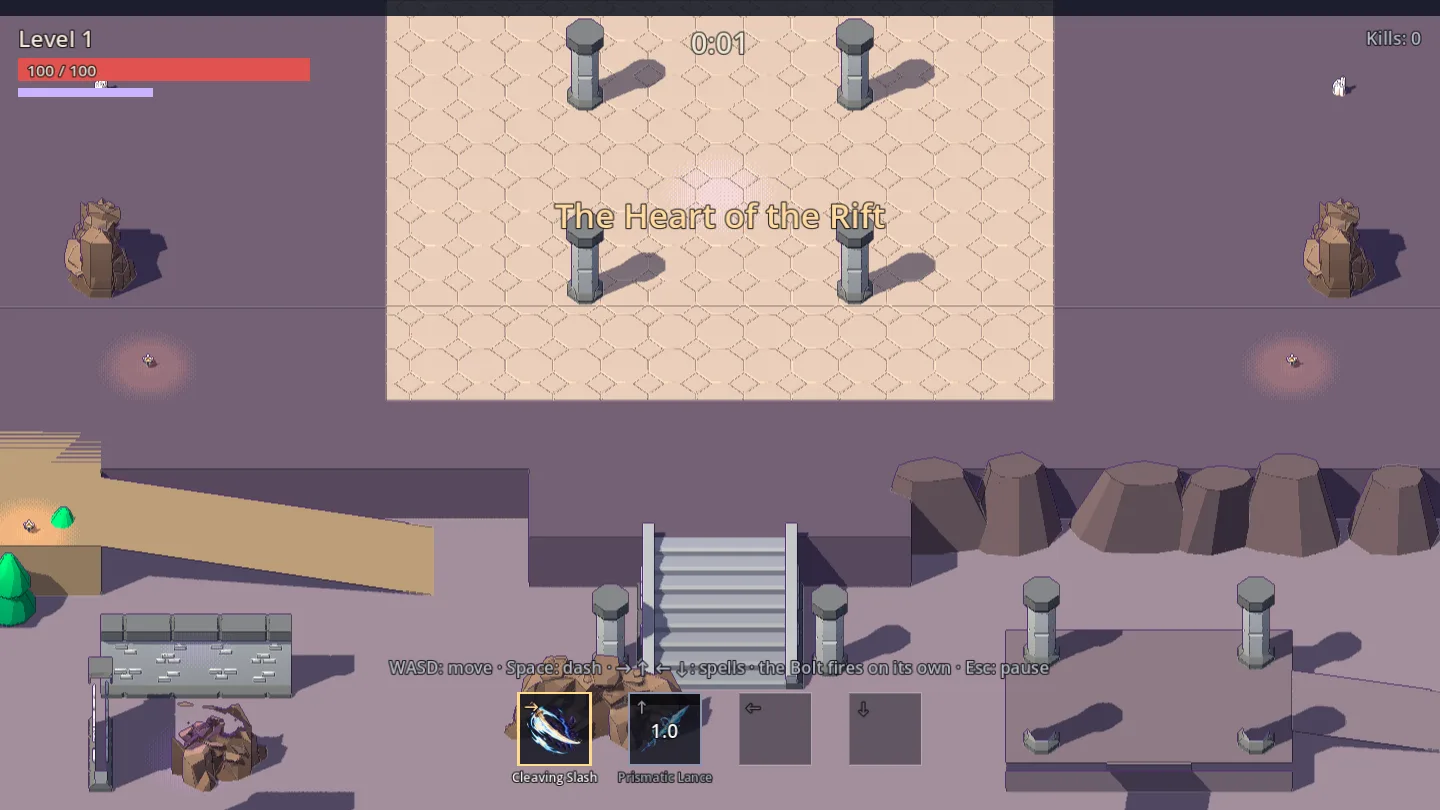 Level 1
0:01
Kills: 0
100 / 100
The Heart of the Rift
WASD: move · Space: dash · → ↑ ← ↓: spells · the Bolt fires on its own · Esc: pause
→
↑
←
↓
1.0
Cleaving Slash
Prismatic Lance